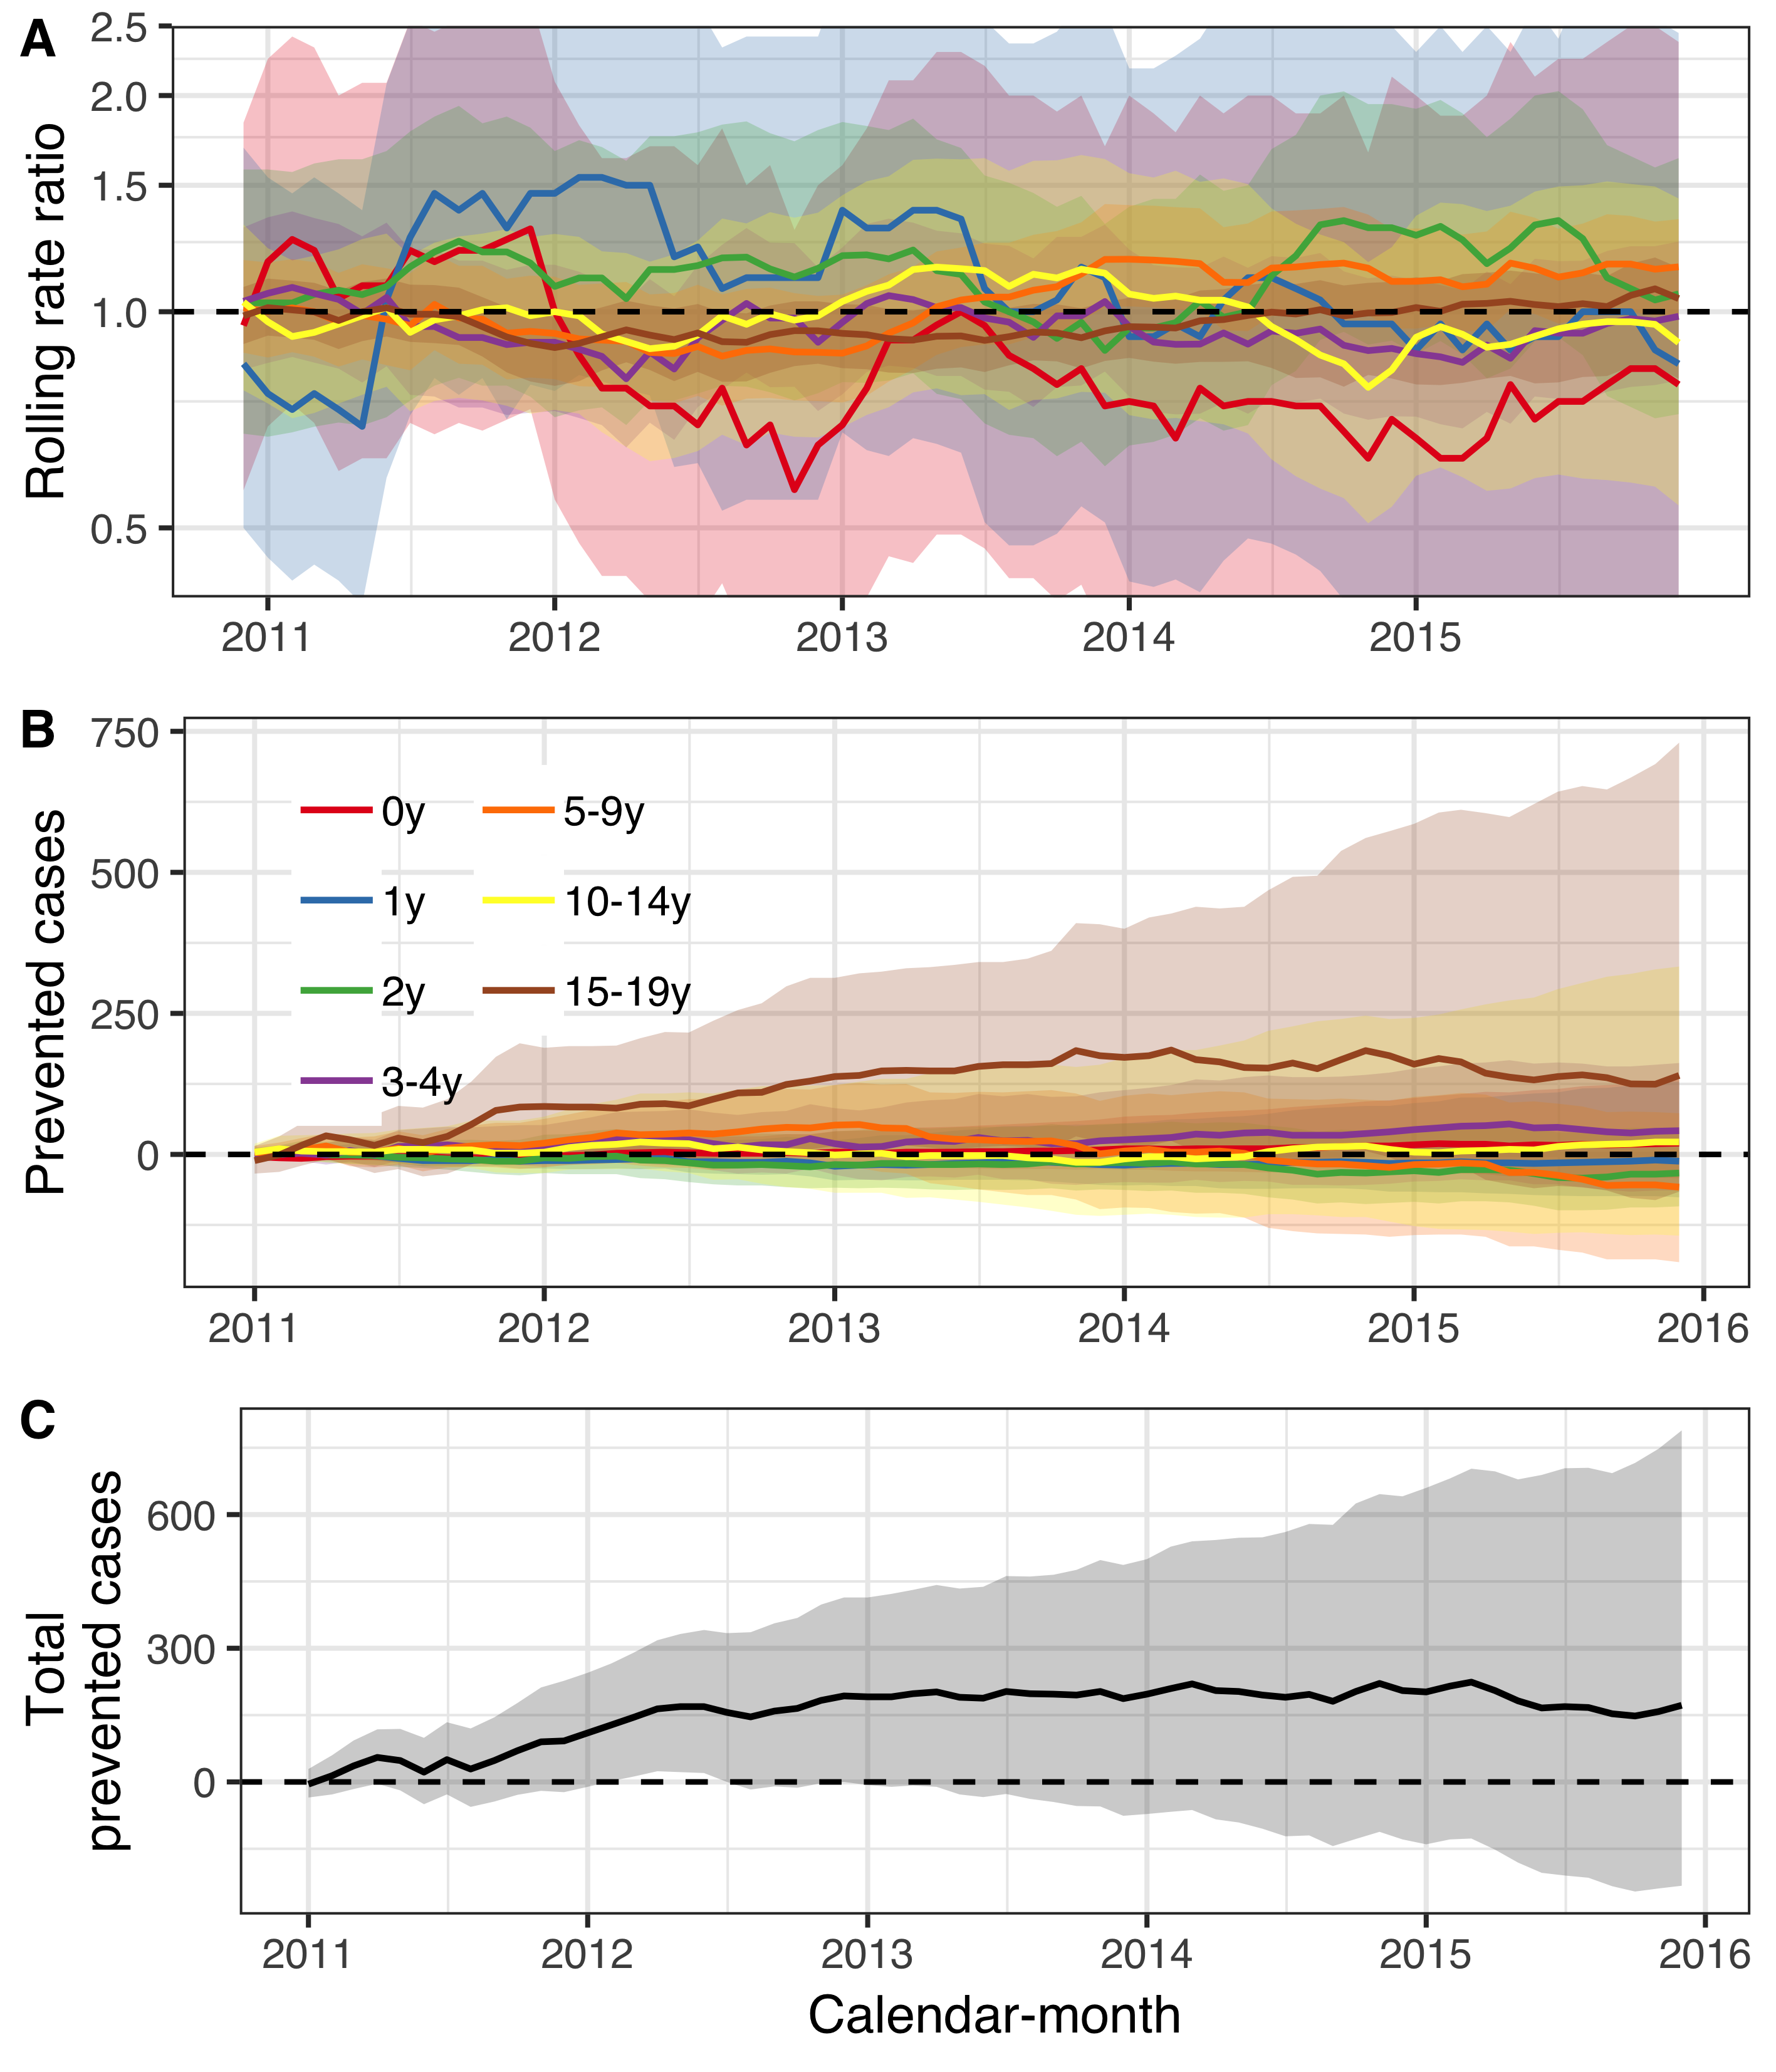 A
Rolling rate ratio
2.5
2.0
1.5
1.0
0.5
2011 2012 2013 2014 2015
B
Prevented cases
750
500
250
0
0y 5-9y
1y 10-14y
2y 15-19y
3-4y
2011 2012 2013 2014 2015 2016
C
Total
prevented cases
600
300
0
2011 2012 2013 2014 2015 2016
Calendar-month